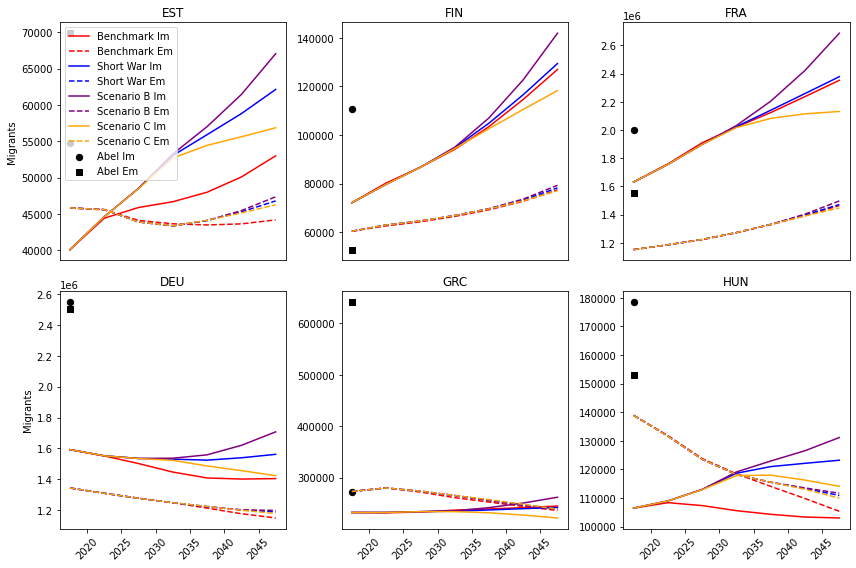 EST
FIN
FRA
1e6
70000
65000
60000
55000
50000
45000
40000
Migrants
Benchmark Im
Benchmark Em
Short War Im
Short War Em
Scenario B Im
Scenario B Em
Scenario C Im
Scenario C Em
Abel Im
Abel Em
140000
120000
100000
80000
60000
2.6
2.4
2.2
2.0
1.8
1.6
1.4
1.2
1e6
DEU
GRC
HUN
2.6
2.4
2.2
2.0
1.8
1.6
1.4
1.2
Migrants
600000
500000
400000
300000
180000
170000
160000
150000
140000
130000
120000
110000
100000
2020
2025
2030
2035
2040
2045
2020
2025
2030
2035
2040
2045
2020
2025
2030
2035
2040
2045